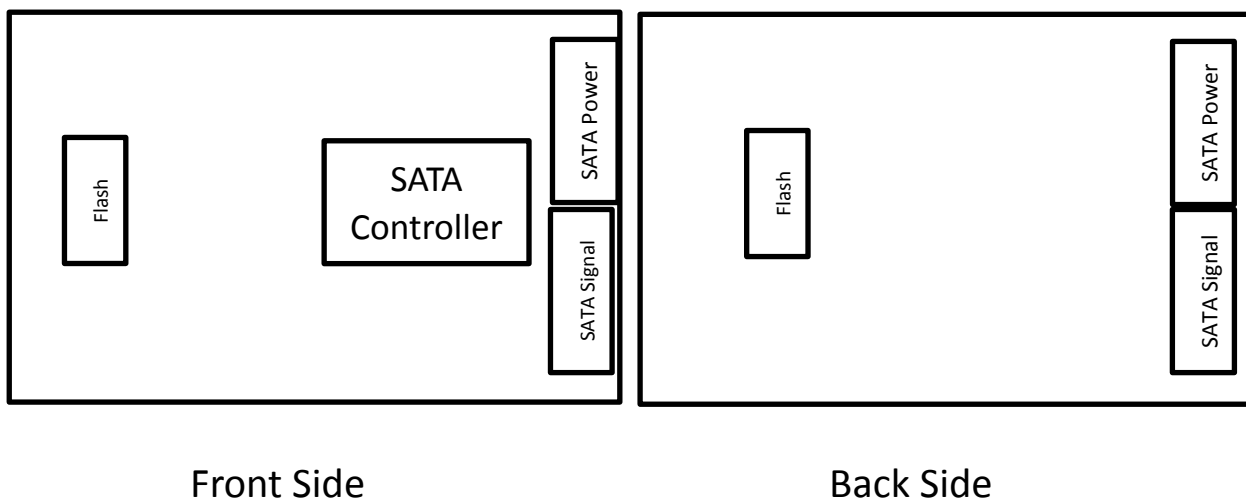 Flash
SATA
Controller
SATA Power
SATA Signal
Front Side
Flash
SATA Power
SATA Signal
Back Side